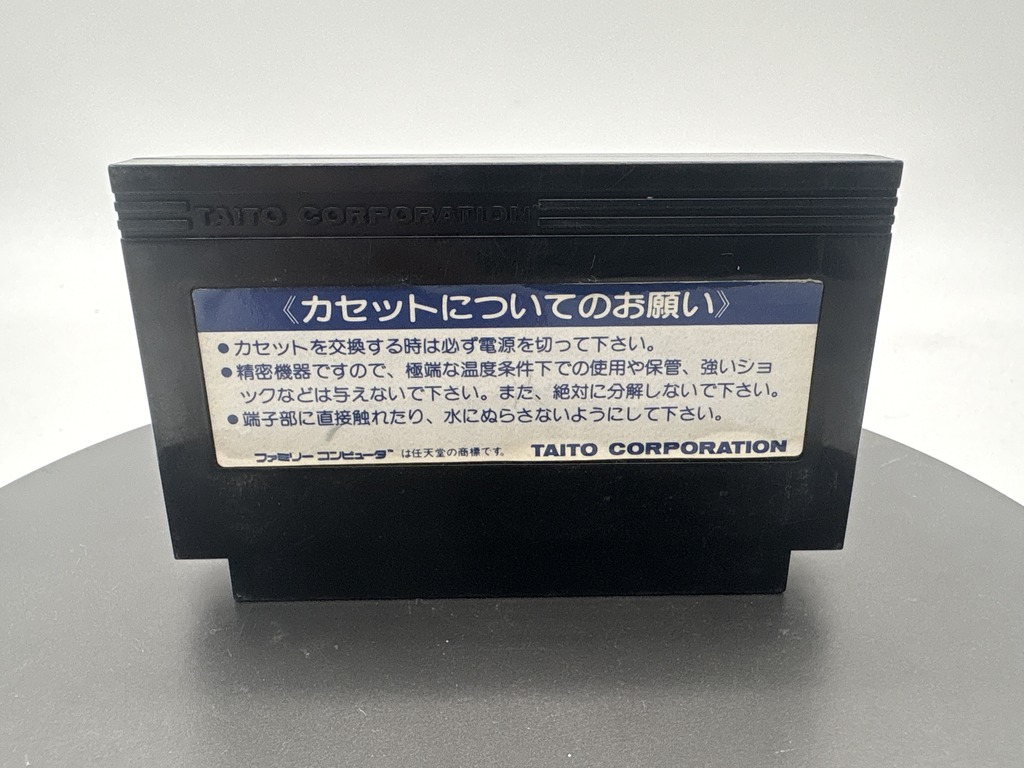 TAITO CORPORATION
《カセットについてのお願い》
●カセットを交換する時は必ず電源を切って下さい。
●精密機器ですので、極端な温度条件下での使用や保管、強いショ
ックなどは与えないで下さい。また、絶対に分解しないで下さい。
●端子部に直接触れたり、水にぬらさないようにして下さい。
ファミリーコンピュータ™ は任天堂の商標です。 TAITO CORPORATION